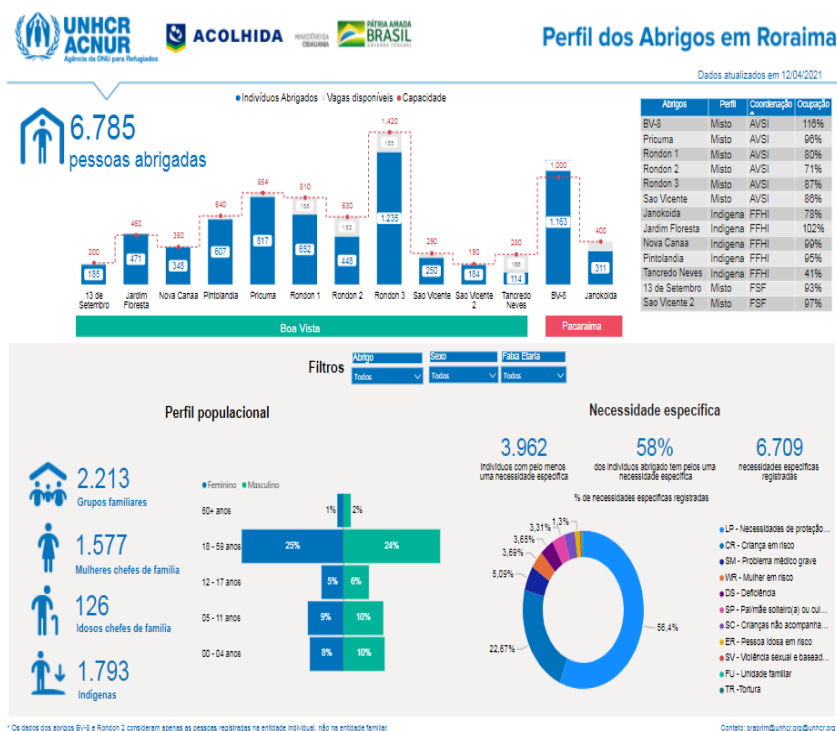 UNHCR
ACNUR
Agência da ONU para Refugiados
ACOLHIDA
MINISTÉRIO DA
CIDADANIA
PÁTRIA AMADA
BRASIL
GOVERNO FEDERAL
Perfil dos Abrigos em Roraima
Dados atualizados em 12/04/2021
6.785
pessoas abrigadas
Indivíduos Abrigados Vagas disponíveis Capacidade
200 460 350 640 854 810 630 1.420 250 190 280 1.000 400
158 182 185 166
185 471 348 607 817 652 448 1.235 250 184 114 1.163 311
13 de Setembro
Jardim Floresta
Nova Canaa
Pintolandia
Pricuma
Rondon 1
Rondon 2
Rondon 3
Sao Vicente
Sao Vicente 2
Tancredo Neves
BV-8
Janokoida
Boa Vista
Pacaraima
Abrigos Perfil Coordenação Ocupação
BV-8 Misto AVSI 116%
Pricuma Misto AVSI 96%
Rondon 1 Misto AVSI 80%
Rondon 2 Misto AVSI 71%
Rondon 3 Misto AVSI 87%
Sao Vicente Misto AVSI 86%
Janokoida Indigena FFHI 78%
Jardim Floresta Indigena FFHI 102%
Nova Canaa Indigena FFHI 99%
Pintolandia Indigena FFHI 95%
Tancredo Neves Indigena FFHI 41%
13 de Setembro Misto FSF 93%
Sao Vicente 2 Misto FSF 97%
Filtros
Abrigo
Todos
Sexo
Todos
Faixa Etaria
Todos
Perfil populacional
2.213
Grupos familiares
1.577
Mulheres chefes de família
126
Idosos chefes de família
1.793
Indígenas
Feminino Masculino
60+ anos 1% 2%
18 - 59 anos 25% 24%
12 - 17 anos 5% 6%
05 - 11 anos 9% 10%
00 - 04 anos 8% 10%
Necessidade específica
3.962
Indivíduos com pelo menos
uma necessidade específica
58%
dos indivíduos abrigado tem pelos uma
necessidade específica
6.709
necessidades específicas
registradas
% de necessidades específicas registradas
56,4%
22,67%
5,09%
3,69%
3,65%
3,31%
1,3%
LP - Necessidades de proteção...
CR - Criança em risco
SM - Problema médico grave
WR - Mulher em risco
DS - Deficiência
SP - Pai/mãe solteiro(a) ou cui...
SC - Crianças não acompanha...
ER - Pessoa idosa em risco
SV - Violência sexual e basead...
FU - Unidade familiar
TR -Tortura
* Os dados dos abrigos BV-8 e Rondon 2 consideram apenas as pessoas registradas na entidade individual, não na entidade familiar.
Contato: brabrim@unhcr.org@unhcr.org